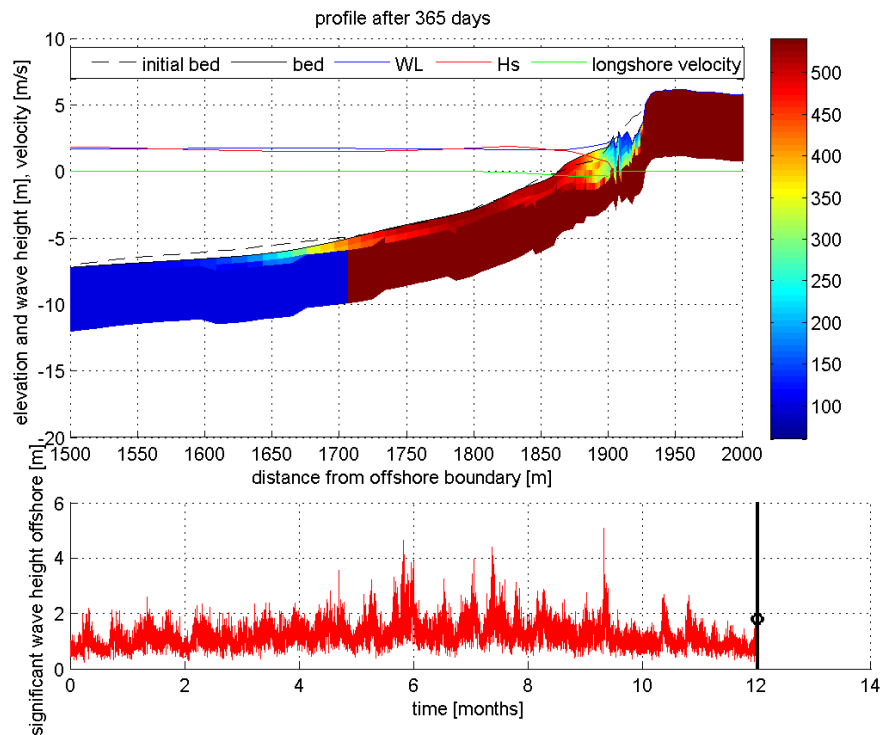 profile after 365 days
10
5
0
-5
-10
-15
-20
elevation and wave height [m], velocity [m/s]
initial bed bed WL Hs longshore velocity
1500 1550 1600 1650 1700 1750 1800 1850 1900 1950 2000
distance from offshore boundary [m]
500
450
400
350
300
250
200
150
100
significant wave height offshore [m]
6
4
2
0
0 2 4 6 8 10 12 14
time [months]